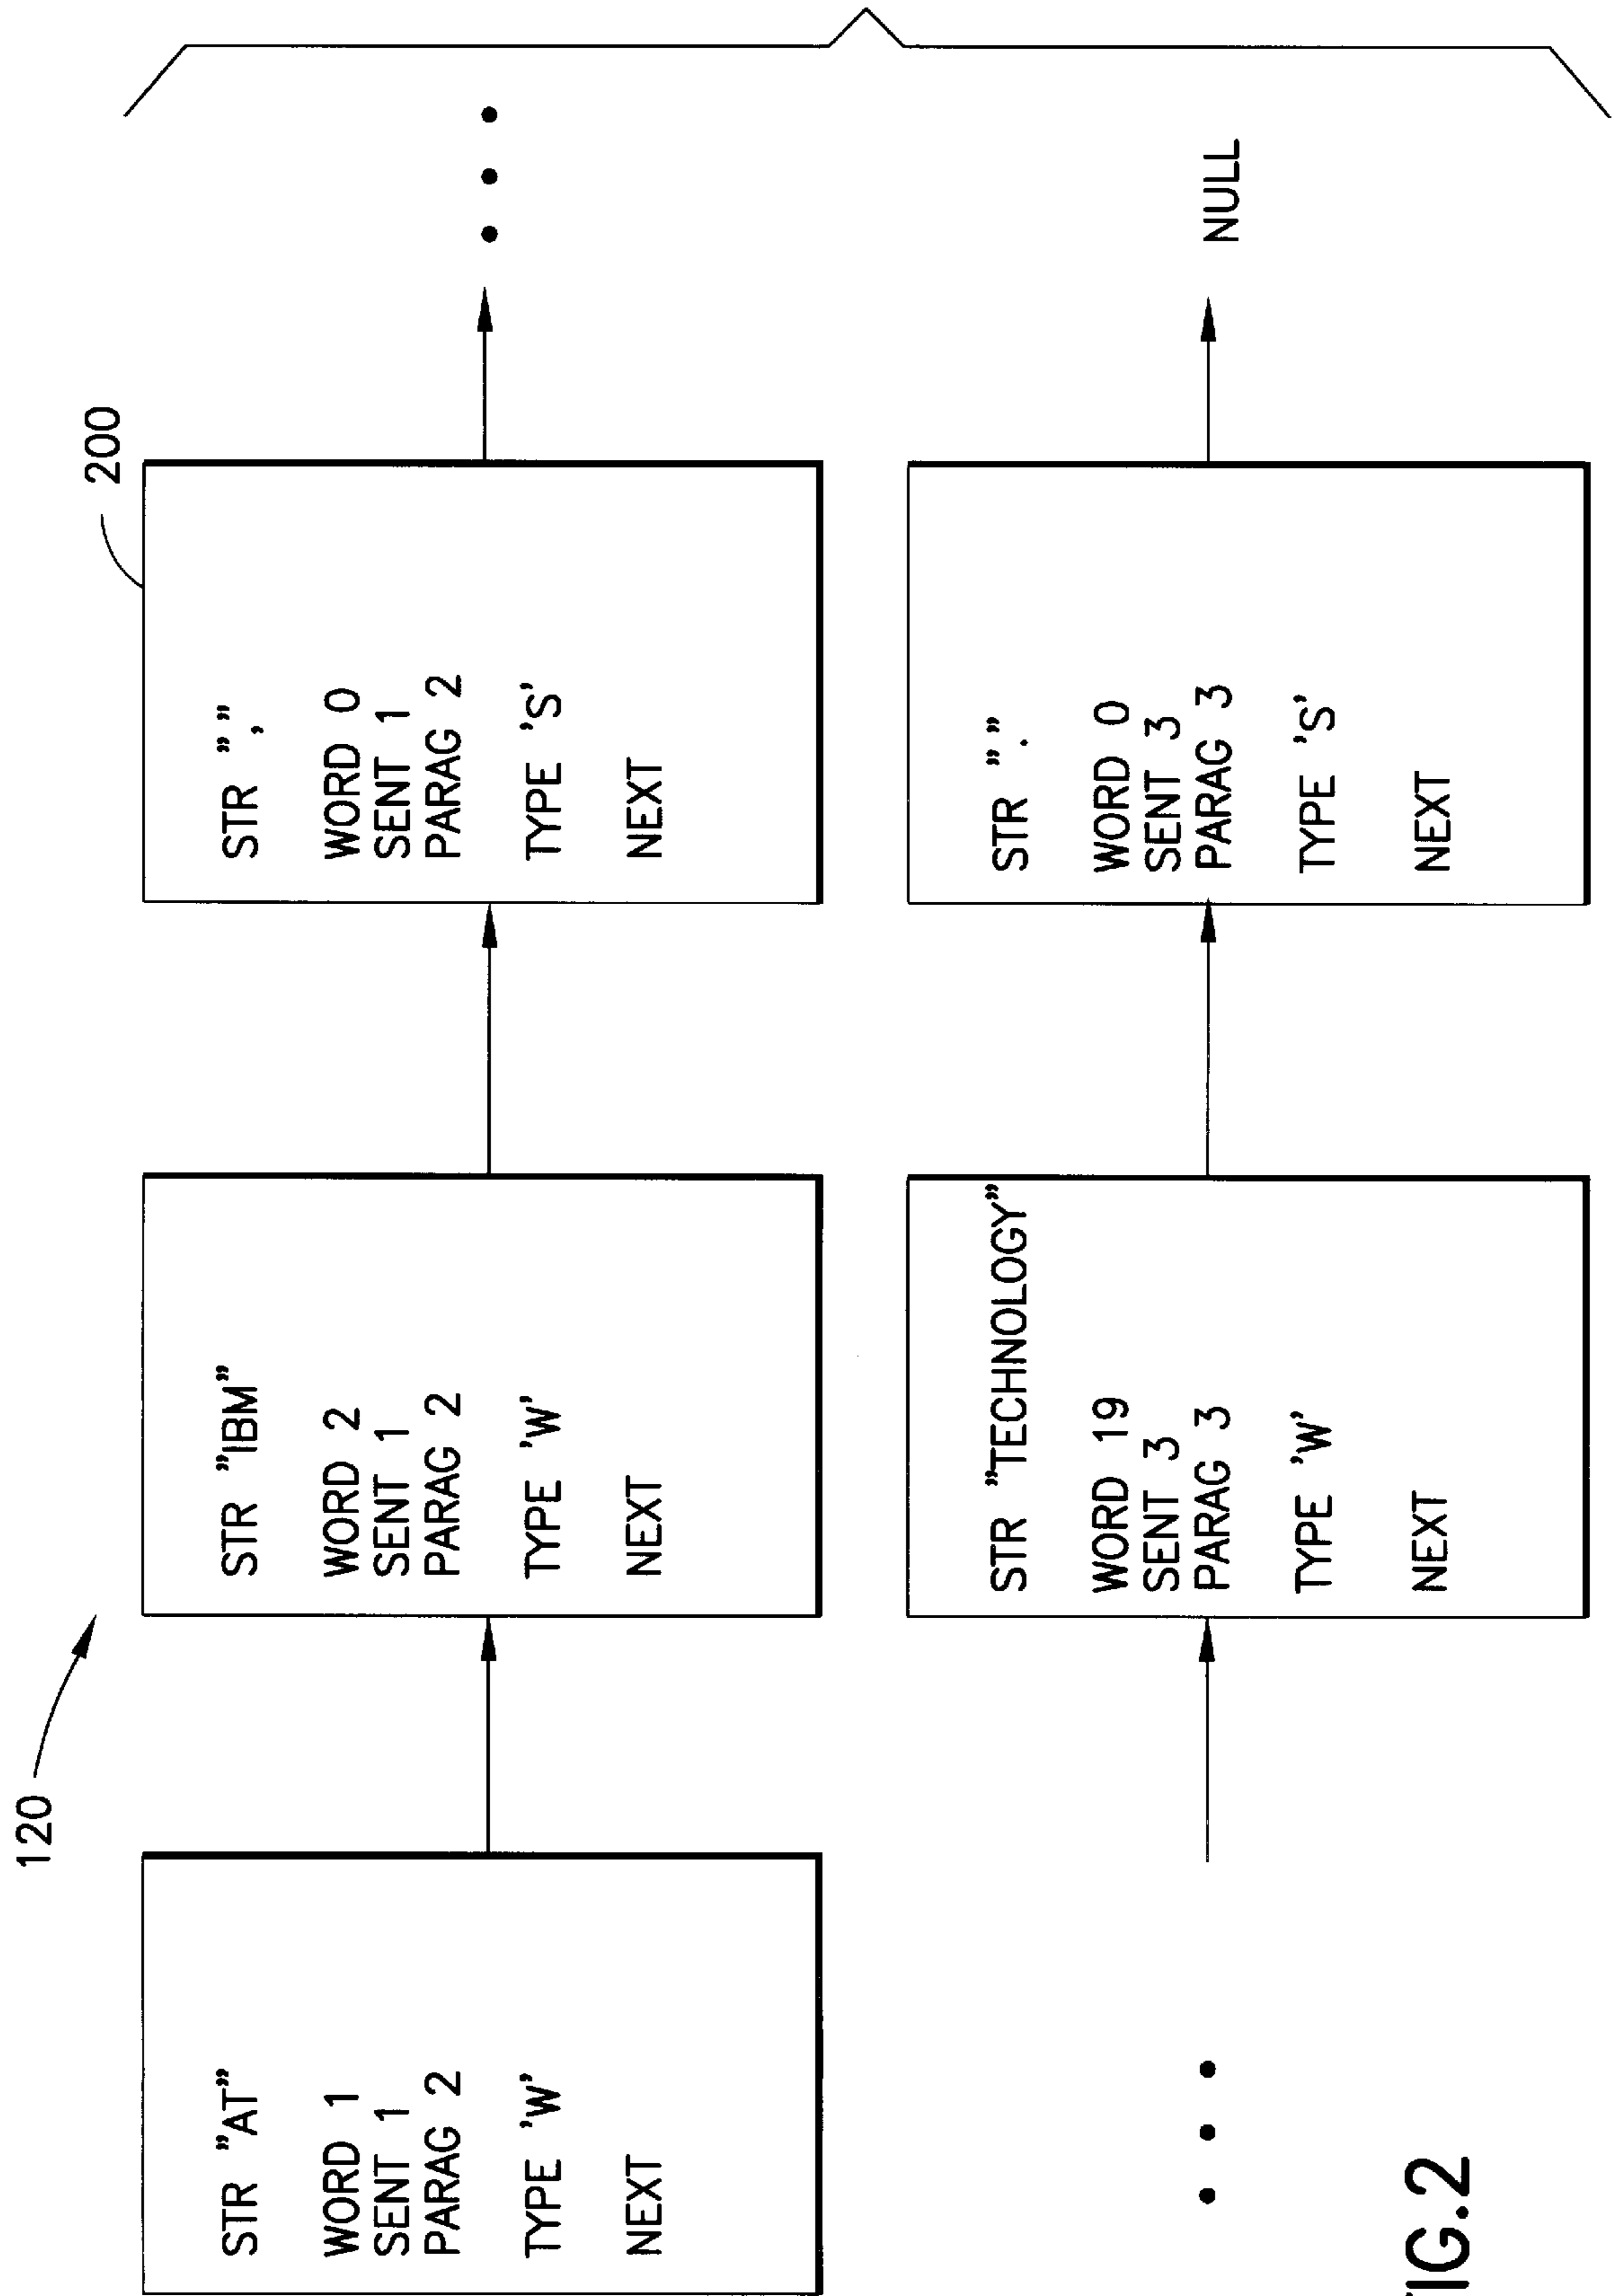 120
200
STR "AT"
WORD 1
SENT 1
PARAG 2
TYPE 'W'
NEXT
STR "IBM"
WORD 2
SENT 1
PARAG 2
TYPE 'W'
NEXT
STR ","
WORD 0
SENT 1
PARAG 2
TYPE 'S'
NEXT
• • •
• • •
STR "TECHNOLOGY"
WORD 19
SENT 3
PARAG 3
TYPE 'W'
NEXT
STR "."
WORD 0
SENT 3
PARAG 3
TYPE 'S'
NEXT
NULL
FIG.2